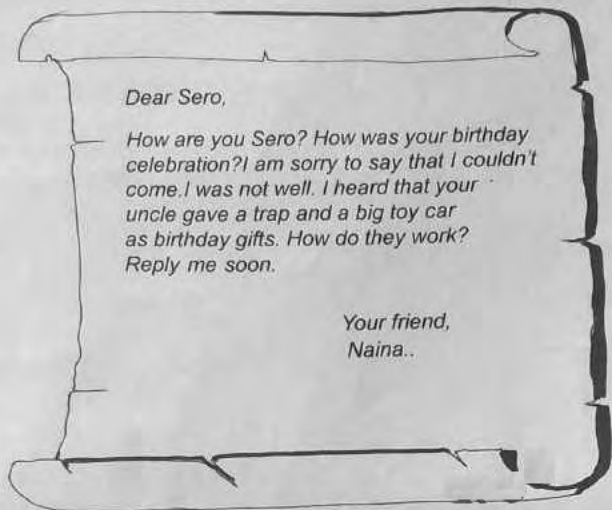 Dear Sero,
How are you Sero? How was your birthday
celebration?I am sorry to say that I couldn't
come.I was not well. I heard that your
uncle gave a trap and a big toy car
as birthday gifts. How do they work?
Reply me soon.
Your friend,
Naina..